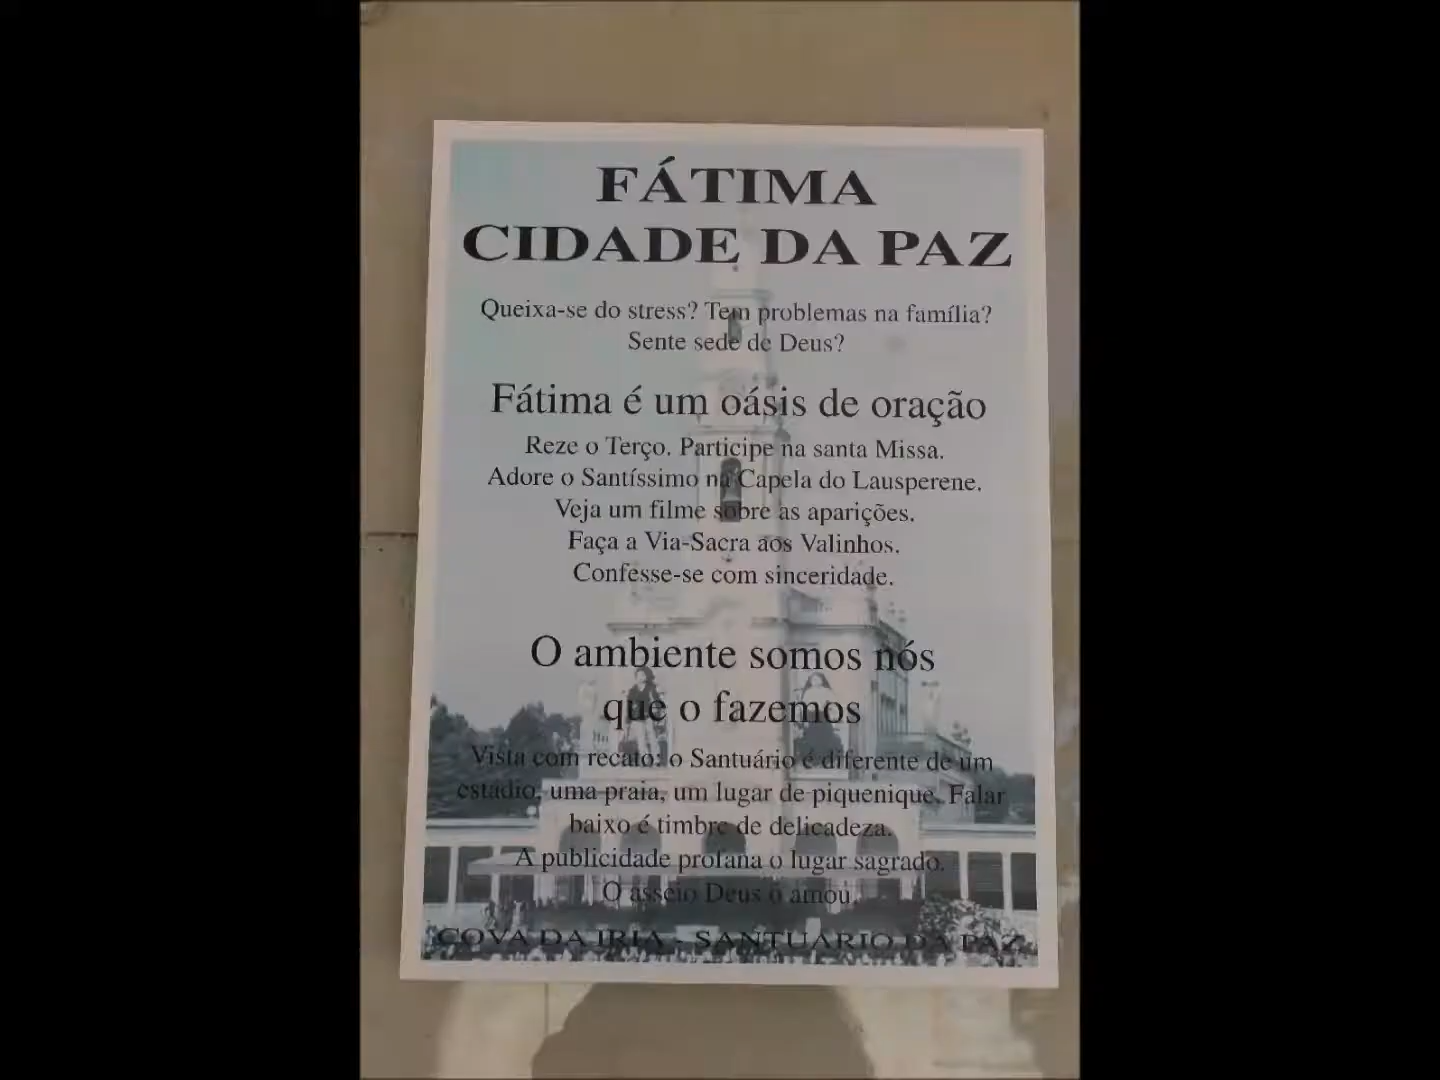 FÁTIMA
CIDADE DA PAZ
Queixa-se do stress? Tem problemas na família?
Sente sede de Deus?
Fátima é um oásis de oração
Reze o Terço. Participe na santa Missa.
Adore o Santíssimo na Capela do Lausperene.
Veja um filme sobre as aparições.
Faça a Via-Sacra aos Valinhos.
Confesse-se com sinceridade.
O ambiente somos nós
que o fazemos
Vista com recato: o Santuário é diferente de um
estádio, uma praia, um lugar de piquenique. Falar
baixo é timbre de delicadeza.
A publicidade profana o lugar sagrado.
O asseio Deus o amou.
COVA DA IRIA - SANTUÁRIO DA PAZ